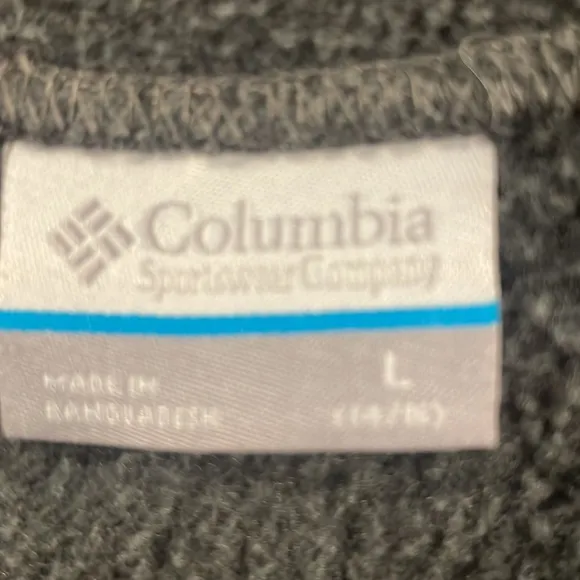 Columbia
Sportswear Company
MADE IN
BANGLADESH
L
(14/16)